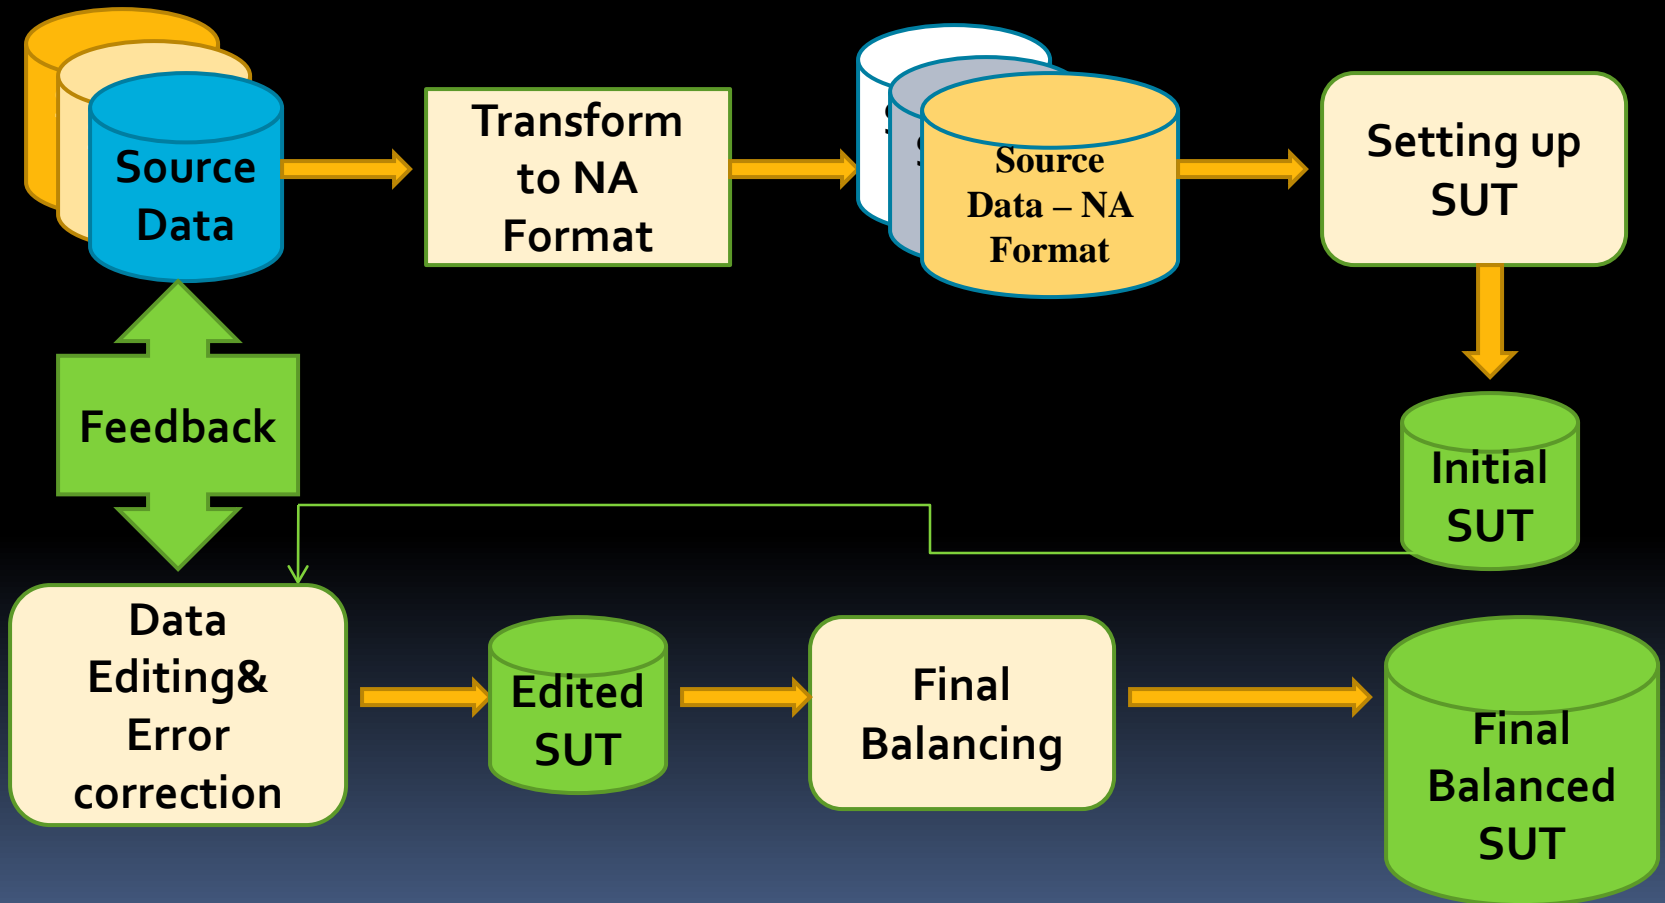 Source
Data
Transform
to NA
Format
Source
Data – NA
Format
Setting up
SUT
Feedback
Initial
SUT
Data
Editing&
Error
correction
Edited
SUT
Final
Balancing
Final
Balanced
SUT